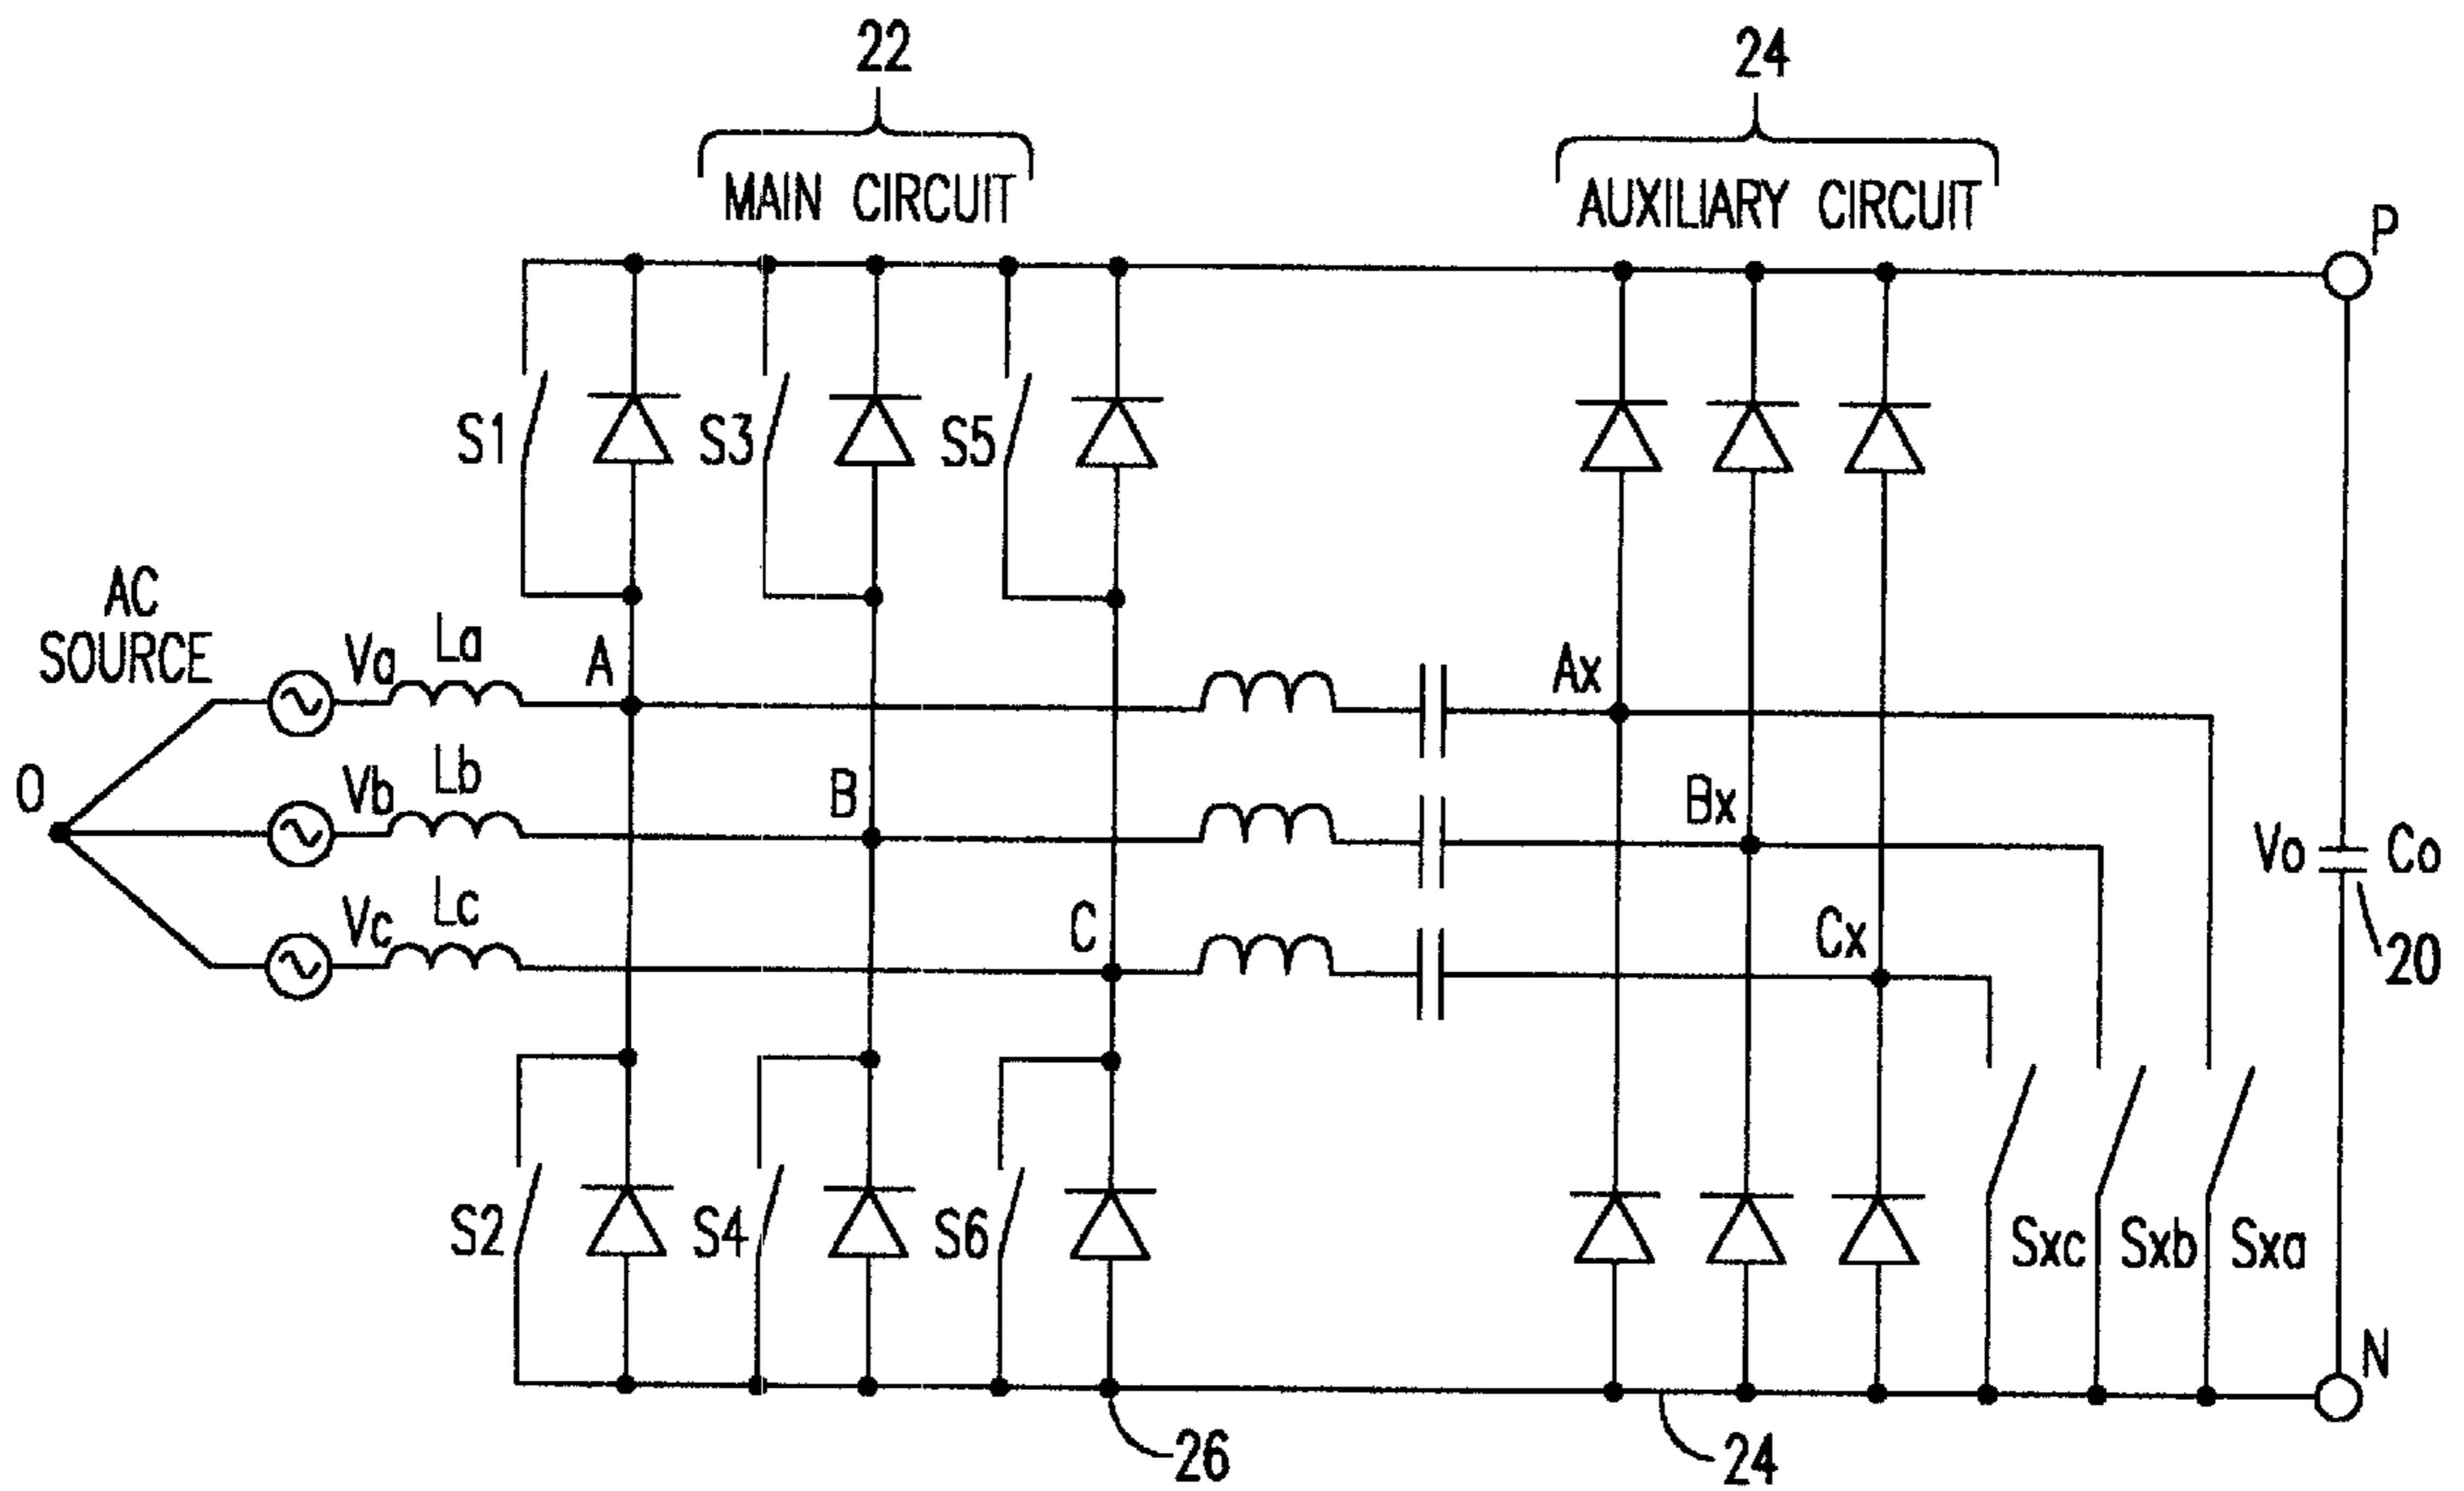 22
24
MAIN CIRCUIT
AUXILIARY CIRCUIT
P
S1
S3
S5
AC
SOURCE
Va
La
A
Ax
O
Vb
Lb
B
Bx
Vo
Co
Vc
Lc
C
Cx
20
S2
S4
S6
Sxc
Sxb
Sxa
N
26
24